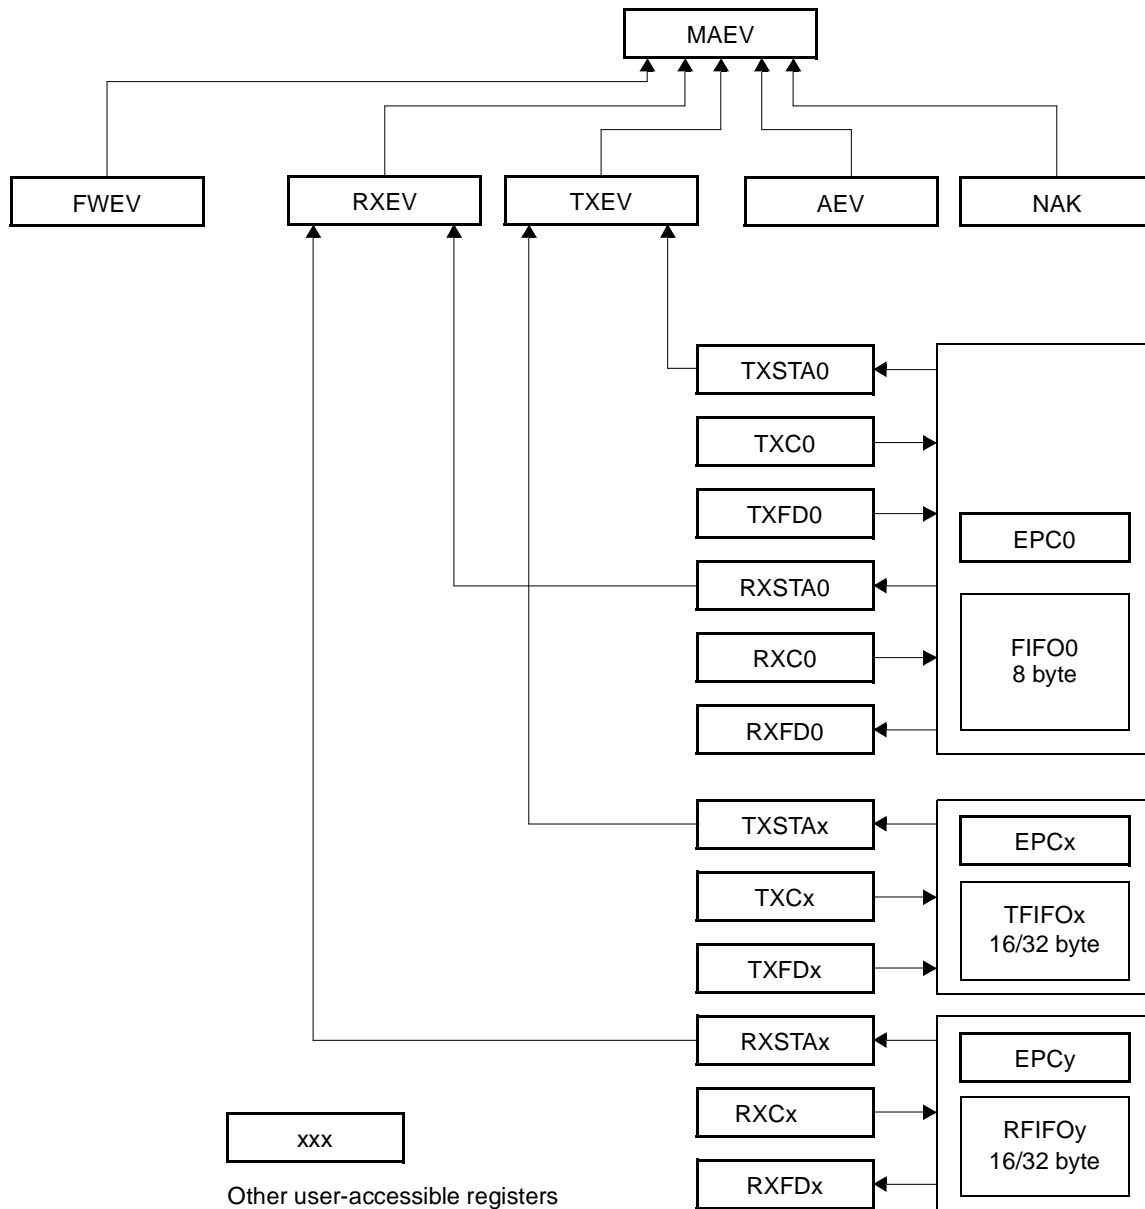 MAEV
FWEV
RXEV
TXEV
AEV
NAK
TXSTA0
TXC0
TXFD0
EPC0
RXSTA0
FIFO0
8 byte
RXC0
RXFD0
TXSTAx
EPCx
TXCx
TFIFOx
16/32 byte
TXFDx
RXSTAx
EPCy
RXCx
RFIFOy
16/32 byte
xxx
RXFDx
Other user-accessible registers